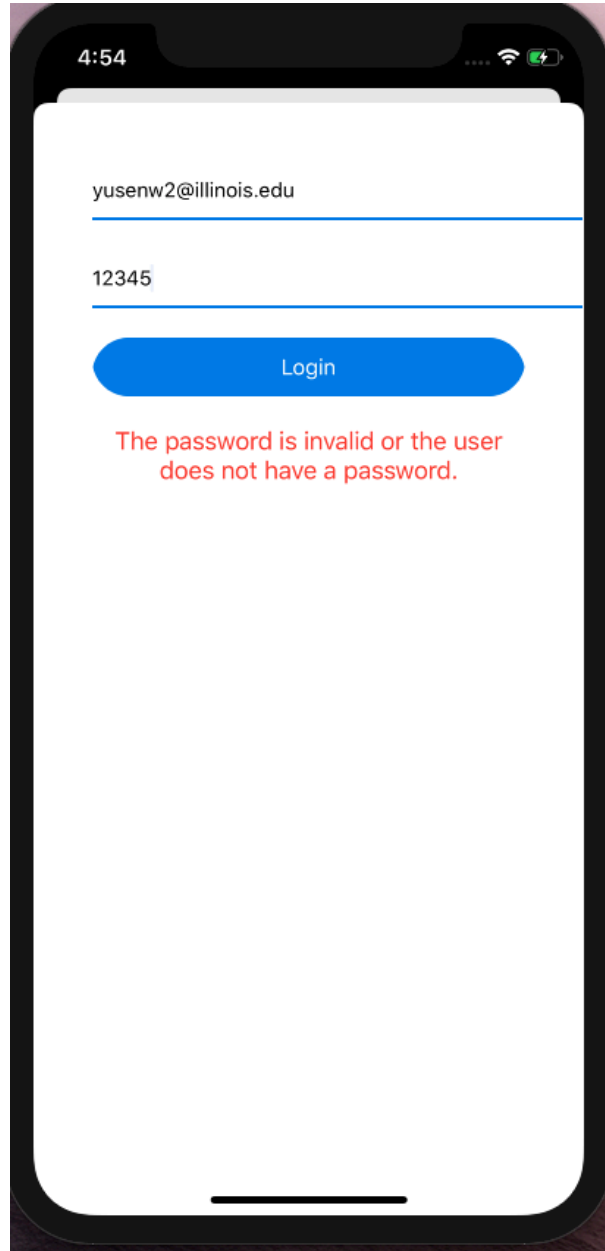 4:54
yusenw2@illinois.edu
12345
Login
The password is invalid or the user
does not have a password.